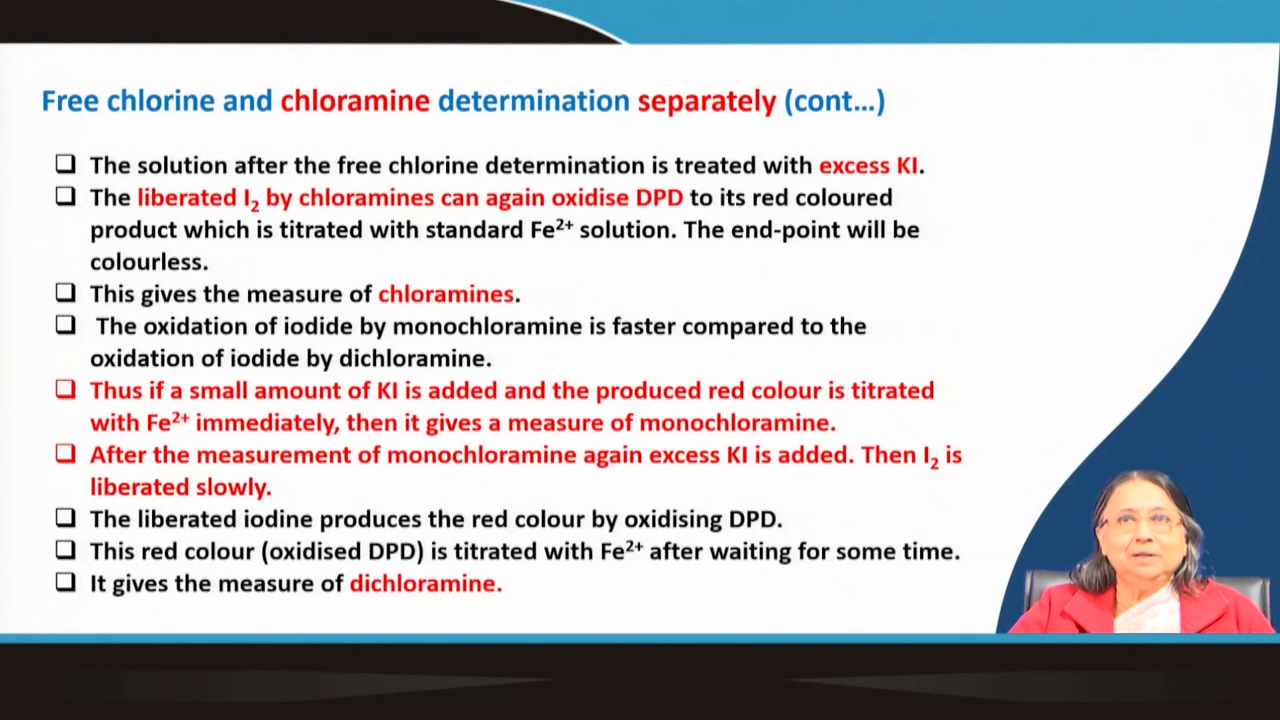 Free chlorine and chloramine determination separately (cont...)
❑ The solution after the free chlorine determination is treated with excess KI.
❑ The liberated I₂ by chloramines can again oxidise DPD to its red coloured
product which is titrated with standard Fe²⁺ solution. The end-point will be
colourless.
❑ This gives the measure of chloramines.
❑ The oxidation of iodide by monochloramine is faster compared to the
oxidation of iodide by dichloramine.
❑ Thus if a small amount of KI is added and the produced red colour is titrated
with Fe²⁺ immediately, then it gives a measure of monochloramine.
❑ After the measurement of monochloramine again excess KI is added. Then I₂ is
liberated slowly.
❑ The liberated iodine produces the red colour by oxidising DPD.
❑ This red colour (oxidised DPD) is titrated with Fe²⁺ after waiting for some time.
❑ It gives the measure of dichloramine.